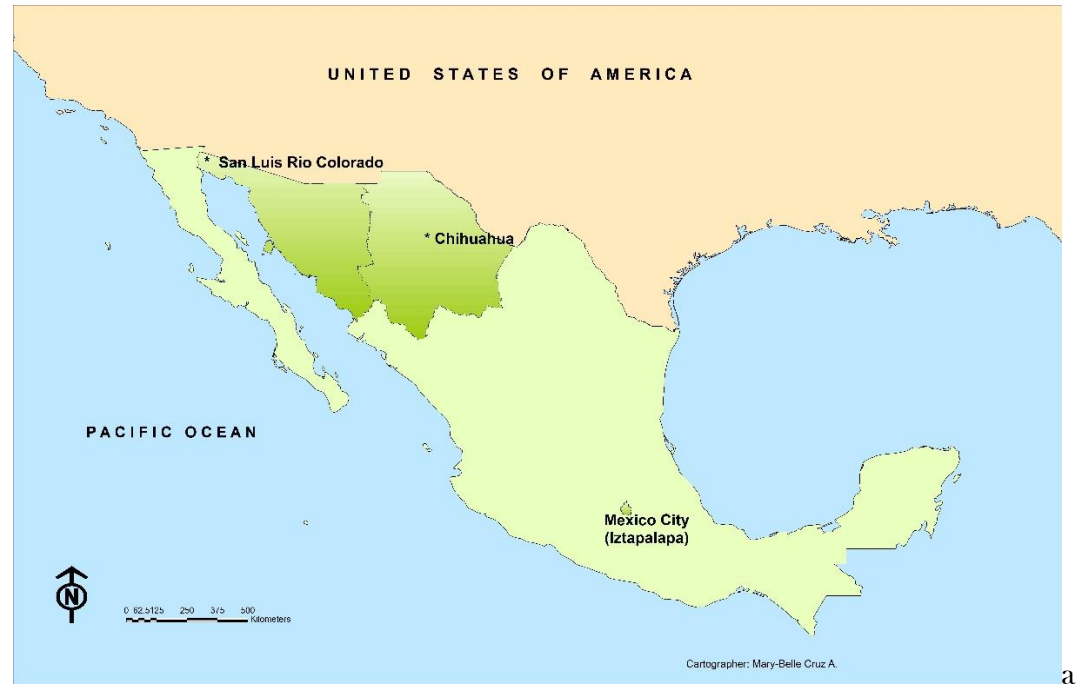 UNITED STATES OF AMERICA
* San Luis Rio Colorado
* Chihuahua
PACIFIC OCEAN
Mexico City
(Iztapalapa)
N
0 62.5125 250 375 500
Kilometers
Cartographer: Mary-Belle Cruz A.
a